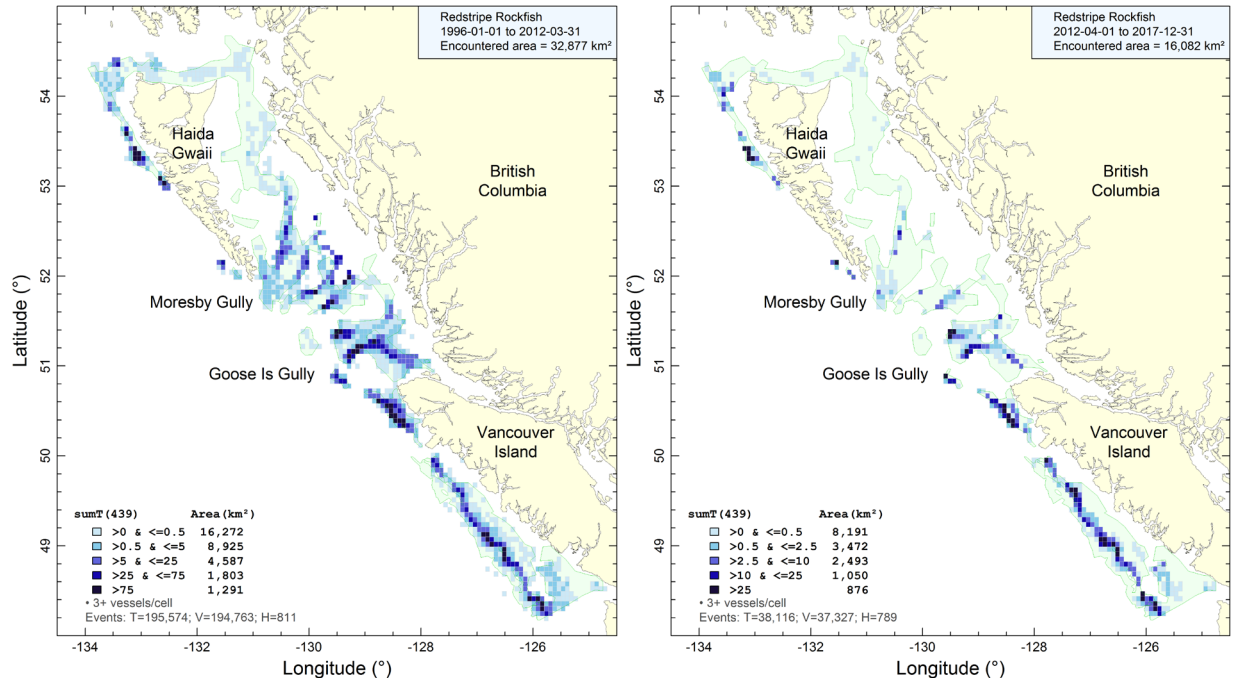 Redstripe Rockfish
1996-01-01 to 2012-03-31
Encountered area = 32,877 km²
Haida
Gwaii
British
Columbia
Moresby Gully
Goose Is Gully
Vancouver
Island
sumT(439) Area(km²)
>0 & <=0.5 16,272
>0.5 & <=5 8,925
>5 & <=25 4,587
>25 & <=75 1,803
>75 1,291
• 3+ vessels/cell
Events: T=195,574; V=194,763; H=811
54
53
52
51
50
49
Latitude (°)
-134 -132 -130 -128 -126
Longitude (°)
Redstripe Rockfish
2012-04-01 to 2017-12-31
Encountered area = 16,082 km²
Haida
Gwaii
British
Columbia
Moresby Gully
Goose Is Gully
Vancouver
Island
sumT(439) Area(km²)
>0 & <=0.5 8,191
>0.5 & <=2.5 3,472
>2.5 & <=10 2,493
>10 & <=25 1,050
>25 876
• 3+ vessels/cell
Events: T=38,116; V=37,327; H=789
54
53
52
51
50
49
Latitude (°)
-134 -132 -130 -128 -126
Longitude (°)